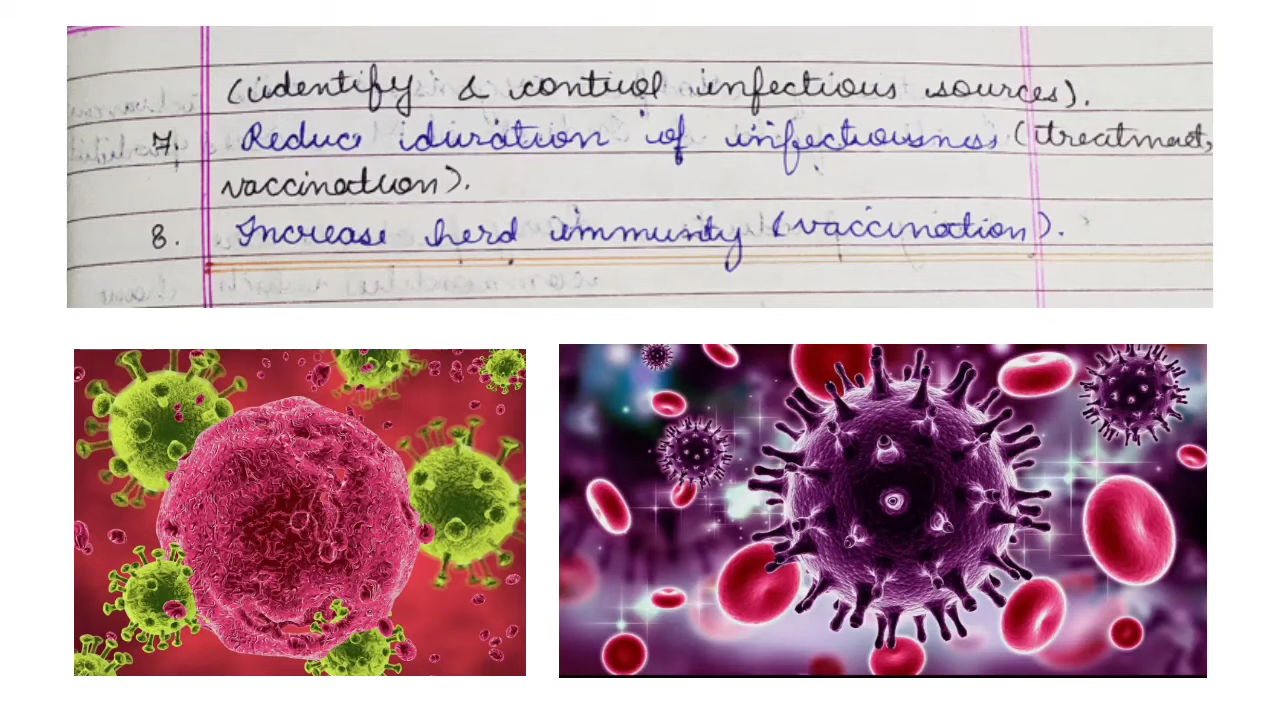 (identify & control infectious sources).
7. Reduce duration of infectiousness (treatment,
vaccination).
8. Increase herd immunity (vaccination).